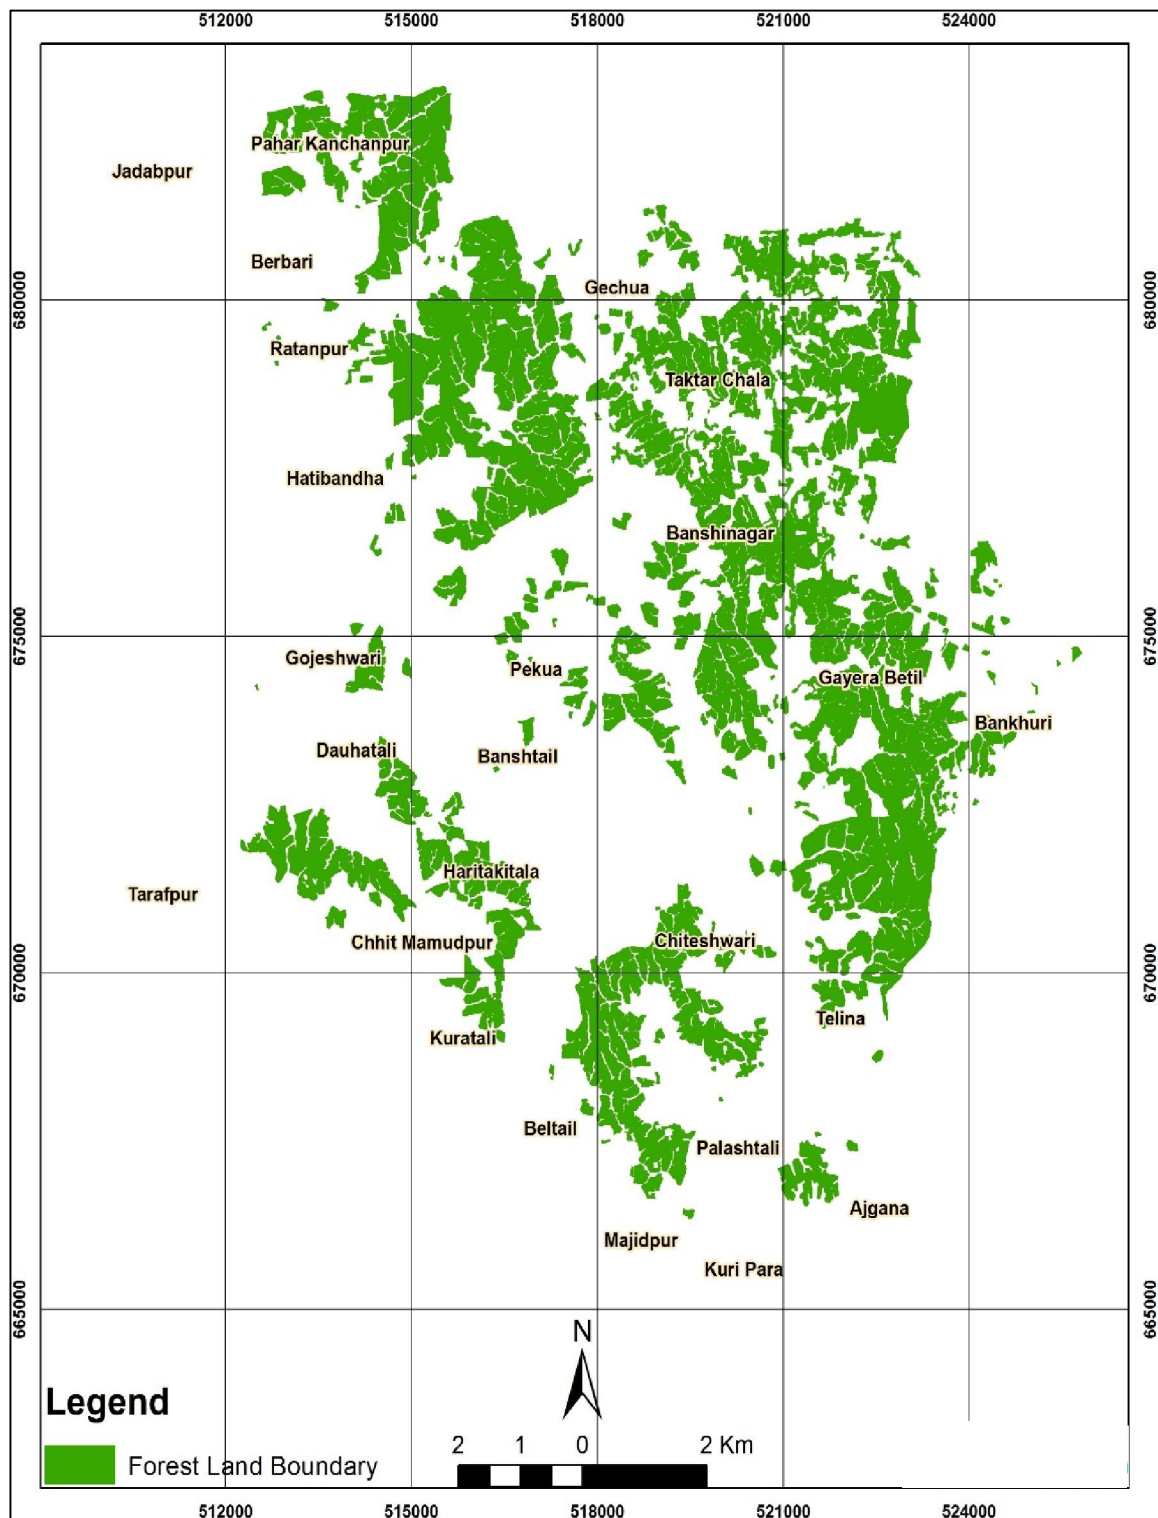 512000 515000 518000 521000 524000
Pahar Kanchanpur
Jadabpur
Berbari
Gechua
680000 680000
Ratanpur
Taktar Chala
Hatibandha
Banshinagar
675000 675000
Gojeshwari
Pekua
Gayera Betil
Bankhuri
Dauhatali
Banshtail
Haritakitala
Tarafpur
Chhit Mamudpur
Chiteshwari
670000 670000
Telina
Kuratali
Beltail
Palashtali
Ajgana
Majidpur
Kuri Para
665000 665000
N
Legend
2 1 0 2 Km
Forest Land Boundary
512000 515000 518000 521000 524000